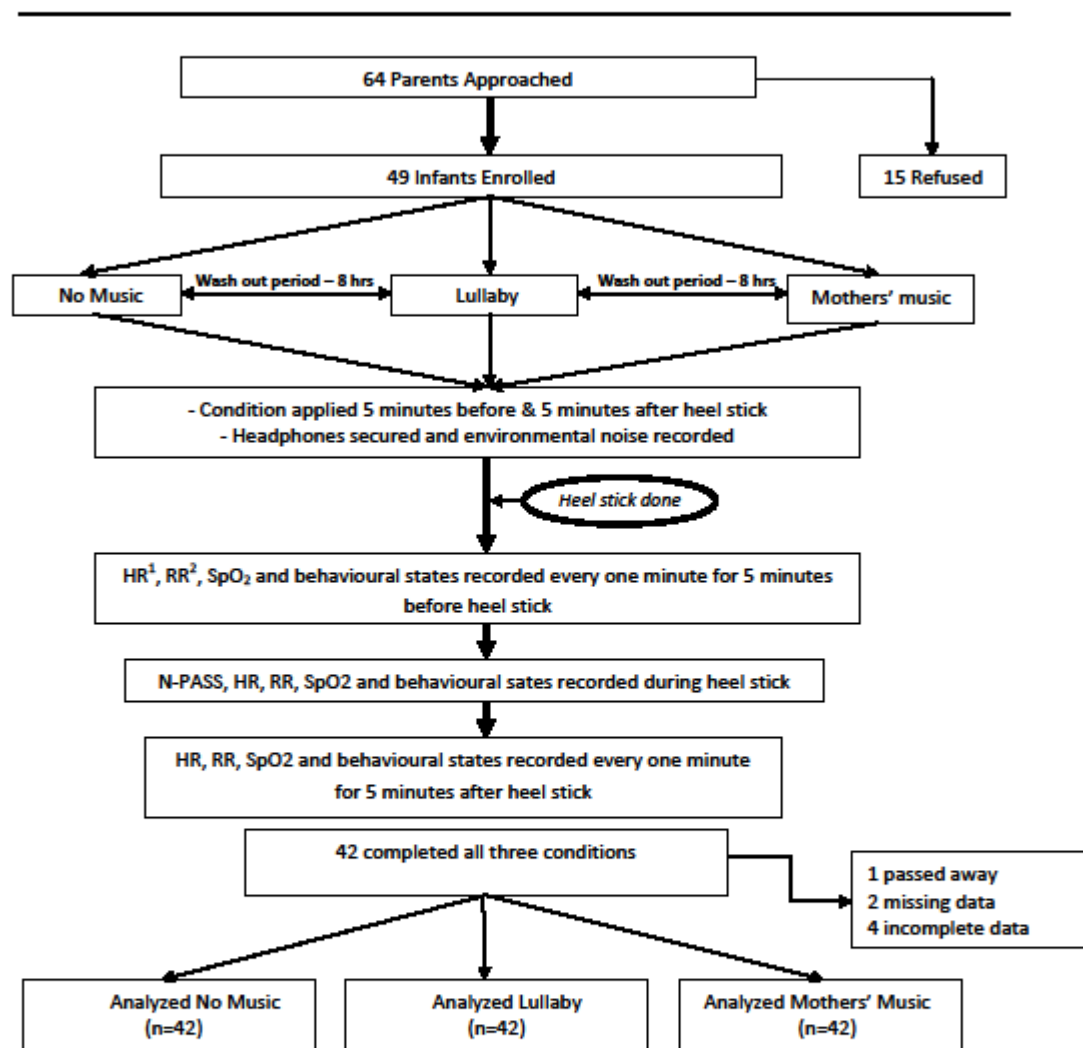 64 Parents Approached
49 Infants Enrolled
15 Refused
No Music
Wash out period – 8 hrs
Lullaby
Wash out period – 8 hrs
Mothers' music
- Condition applied 5 minutes before & 5 minutes after heel stick
- Headphones secured and environmental noise recorded
Heel stick done
HR¹, RR², SpO₂ and behavioural states recorded every one minute for 5 minutes
before heel stick
N-PASS, HR, RR, SpO2 and behavioural sates recorded during heel stick
HR, RR, SpO2 and behavioural states recorded every one minute
for 5 minutes after heel stick
42 completed all three conditions
1 passed away
2 missing data
4 incomplete data
Analyzed No Music
(n=42)
Analyzed Lullaby
(n=42)
Analyzed Mothers' Music
(n=42)